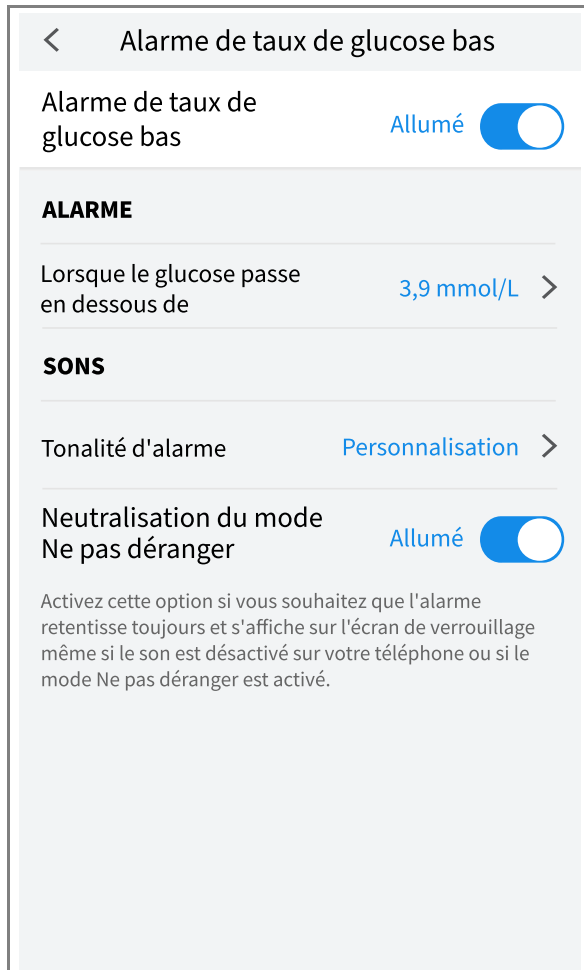 Alarme de taux de glucose bas
Alarme de taux de
glucose bas
Allumé
ALARME
Lorsque le glucose passe
en dessous de
3,9 mmol/L
SONS
Tonalité d'alarme
Personnalisation
Neutralisation du mode
Ne pas déranger
Allumé
Activez cette option si vous souhaitez que l'alarme
retentisse toujours et s'affiche sur l'écran de verrouillage
même si le son est désactivé sur votre téléphone ou si le
mode Ne pas déranger est activé.